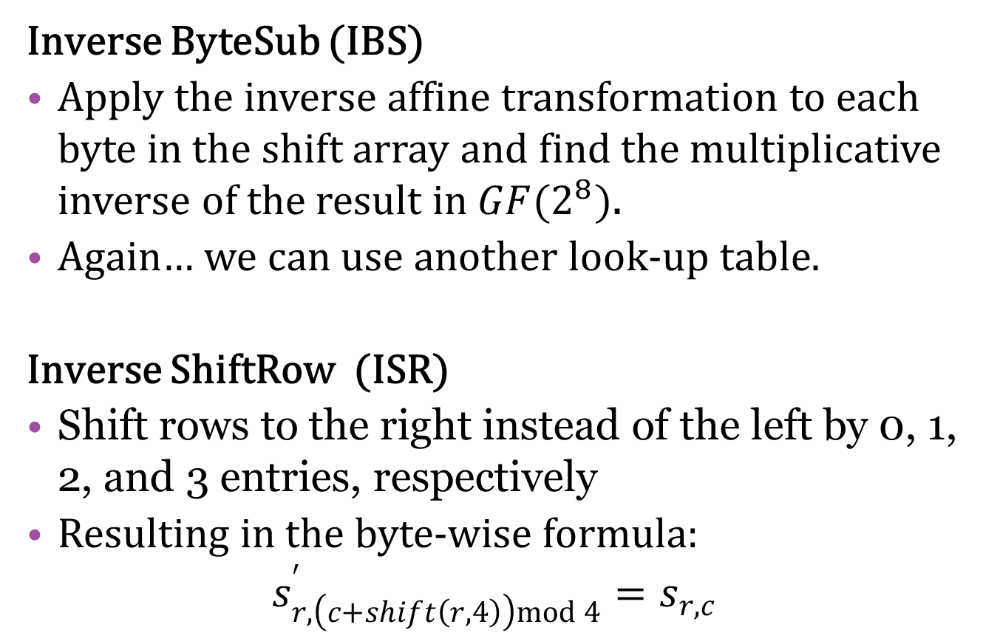 Inverse ByteSub (IBS)
• Apply the inverse affine transformation to each
byte in the shift array and find the multiplicative
inverse of the result in GF(2⁸).
• Again… we can use another look-up table.
Inverse ShiftRow (ISR)
• Shift rows to the right instead of the left by 0, 1,
2, and 3 entries, respectively
• Resulting in the byte-wise formula:
s'_{r,(c+shift(r,4))mod 4} = s_{r,c}